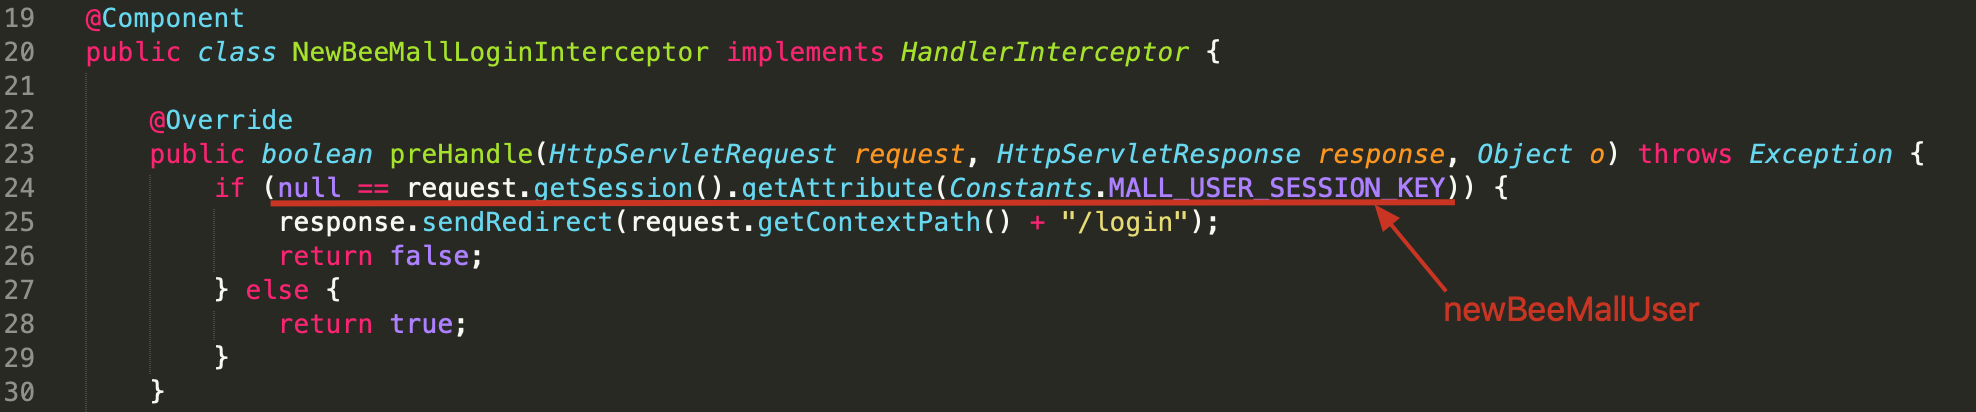 19 @Component
20 public class NewBeeMallLoginInterceptor implements HandlerInterceptor {
21
22 @Override
23 public boolean preHandle(HttpServletRequest request, HttpServletResponse response, Object o) throws Exception {
24 if (null == request.getSession().getAttribute(Constants.MALL_USER_SESSION_KEY)) {
25 response.sendRedirect(request.getContextPath() + "/login");
26 return false;
27 } else {
newBeeMallUser
28 return true;
29 }
30 }